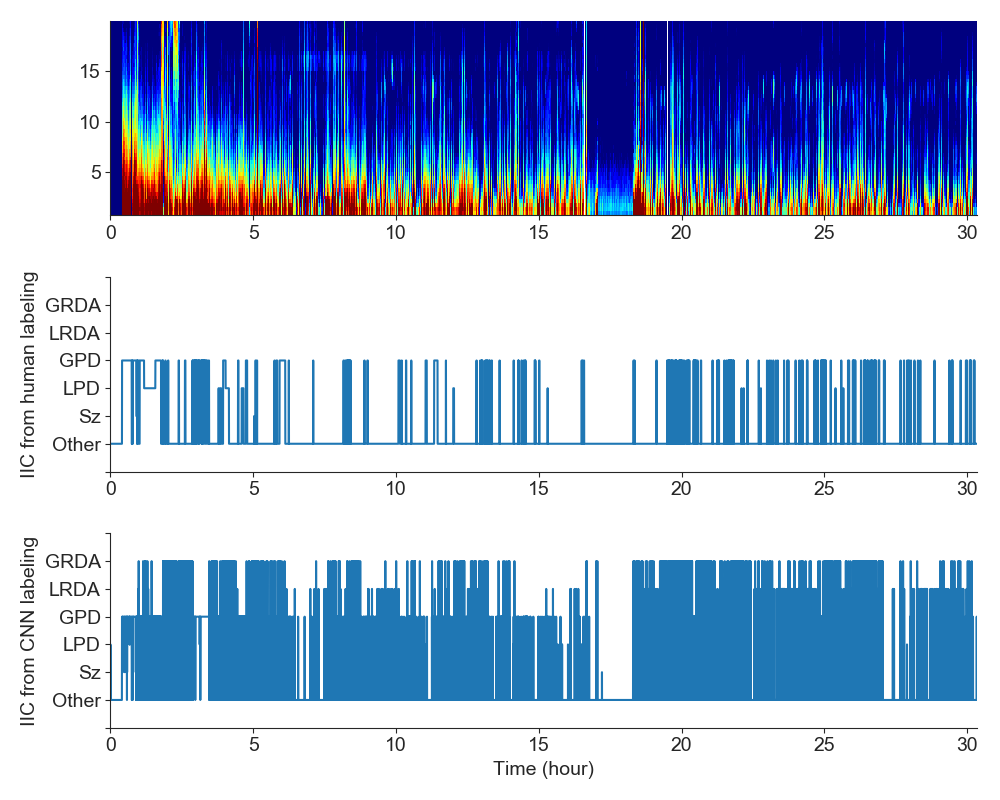 15
10
5
0 5 10 15 20 25 30
IIC from human labeling
GRDA
LRDA
GPD
LPD
Sz
Other
0 5 10 15 20 25 30
IIC from CNN labeling
GRDA
LRDA
GPD
LPD
Sz
Other
0 5 10 15 20 25 30
Time (hour)